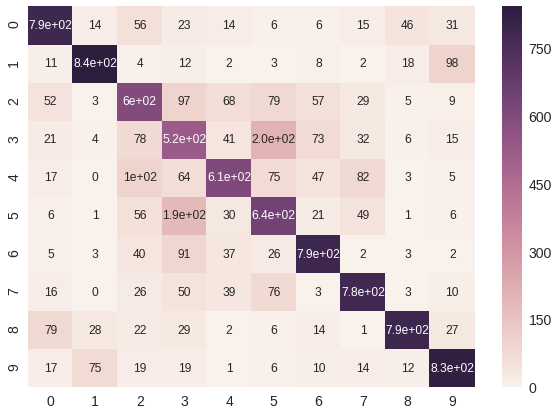 0 7.9e+02 14 56 23 14 6 6 15 46 31
1 11 8.4e+02 4 12 2 3 8 2 18 98
2 52 3 6e+02 97 68 79 57 29 5 9
3 21 4 78 5.2e+02 41 2.0e+02 73 32 6 15
4 17 0 1e+02 64 6.1e+02 75 47 82 3 5
5 6 1 56 1.9e+02 30 6.4e+02 21 49 1 6
6 5 3 40 91 37 26 7.9e+02 2 3 2
7 16 0 26 50 39 76 3 7.8e+02 3 10
8 79 28 22 29 2 6 14 1 7.9e+02 27
9 17 75 19 19 1 6 10 14 12 8.3e+02
0 1 2 3 4 5 6 7 8 9
750
600
450
300
150
0